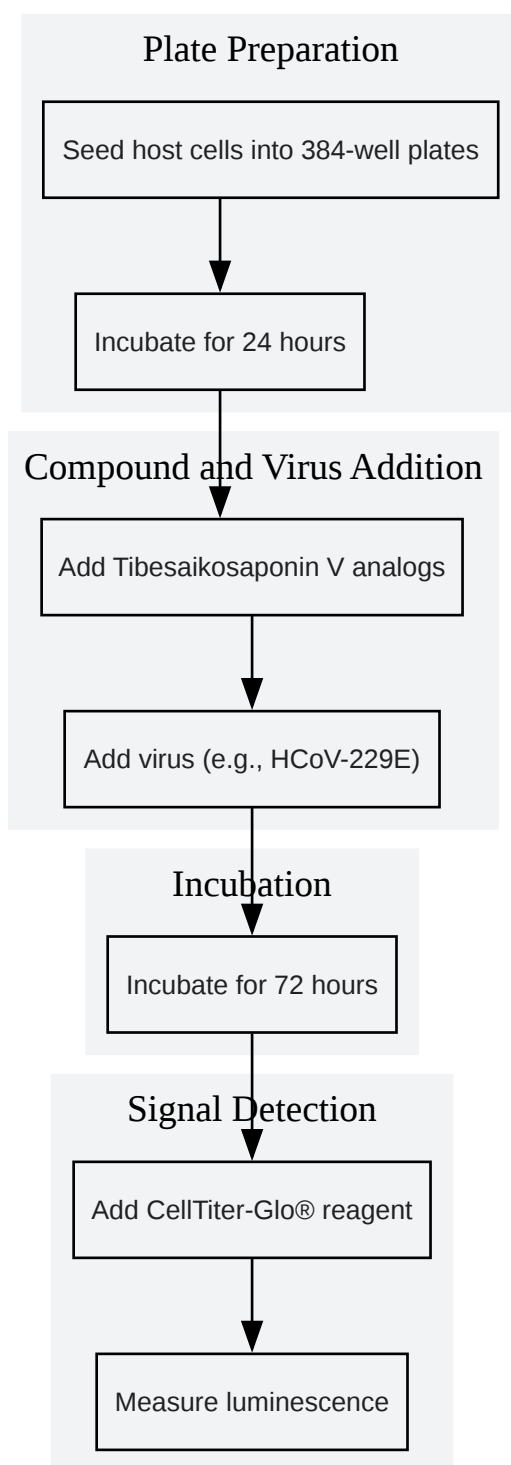 Plate Preparation
Seed host cells into 384-well plates
Incubate for 24 hours
Compound and Virus Addition
Add Tibesaikosaponin V analogs
Add virus (e.g., HCoV-229E)
Incubation
Incubate for 72 hours
Signal Detection
Add CellTiter-Glo® reagent
Measure luminescence